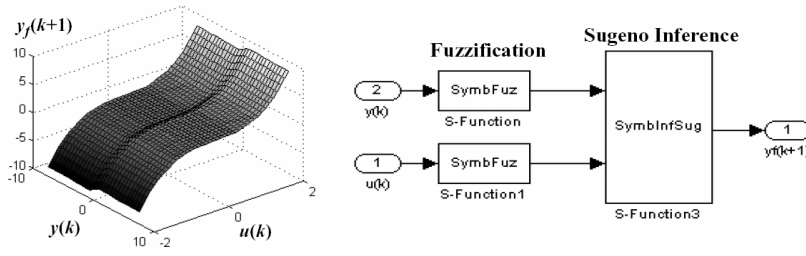 y_f(k+1)
10
5
0
-5
-10
-10
0
10
y(k)
-2
0
2
u(k)
Fuzzification
Sugeno Inference
2
y(k)
SymbFuz
S-Function
1
u(k)
SymbFuz
S-Function1
SymbInfSug
S-Function3
1
yf(k+1)